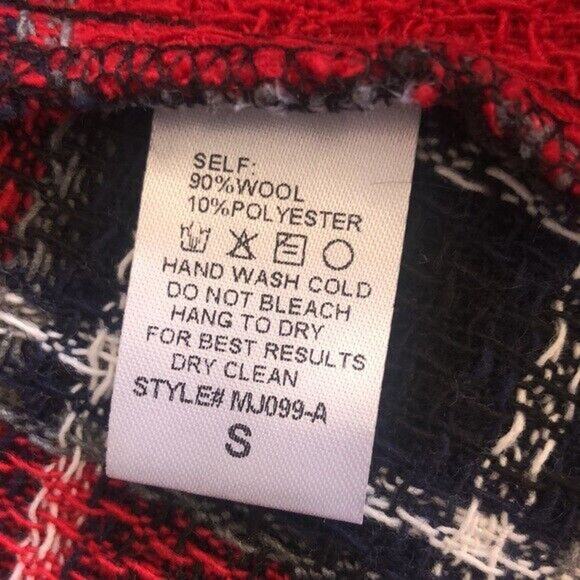 SELF:
90%WOOL
10%POLYESTER
HAND WASH COLD
DO NOT BLEACH
HANG TO DRY
FOR BEST RESULTS
DRY CLEAN
STYLE# MJ099-A
S